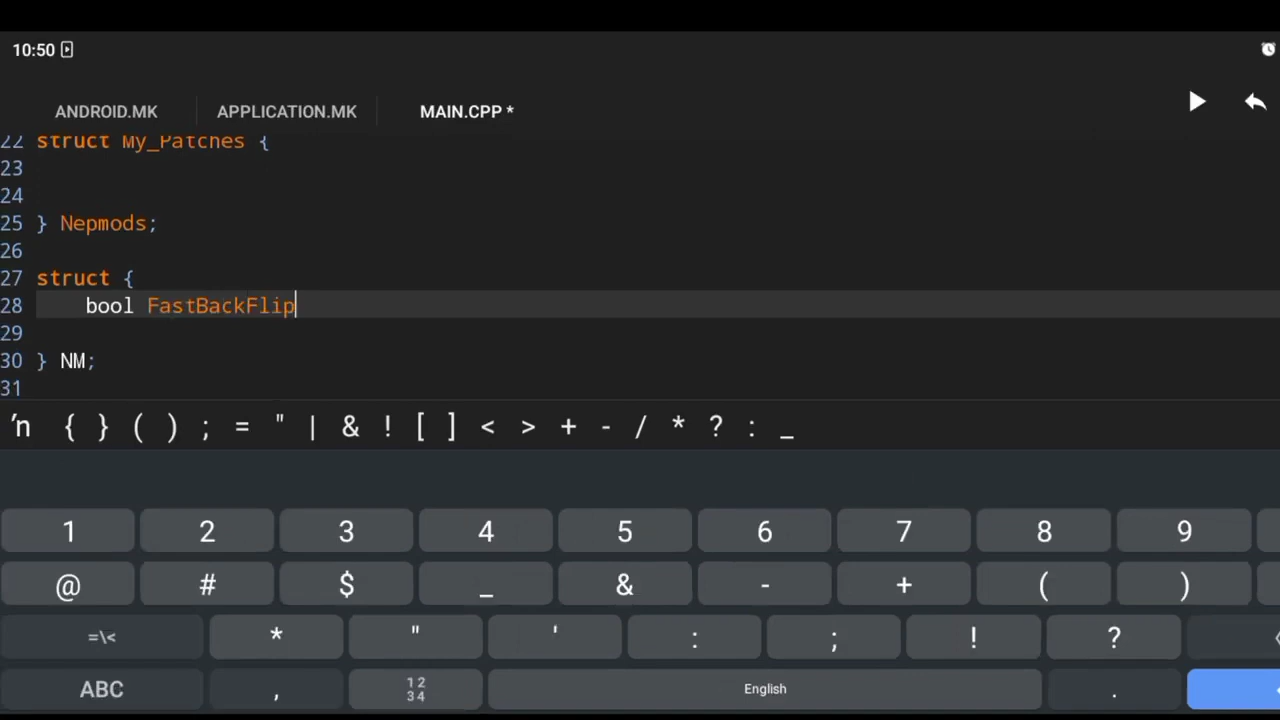 10:50
ANDROID.MK APPLICATION.MK MAIN.CPP *
22 struct My_Patches {
23
24
25 } Nepmods;
26
27 struct {
28 bool FastBackFlip
29
30 } NM;
31
'n { } ( ) ; = " | & ! [ ] < > + - / * ? : _
1 2 3 4 5 6 7 8 9
@ # $ _ & - + ( )
=\< * " ' : ; ! ?
ABC , 12 34 English .